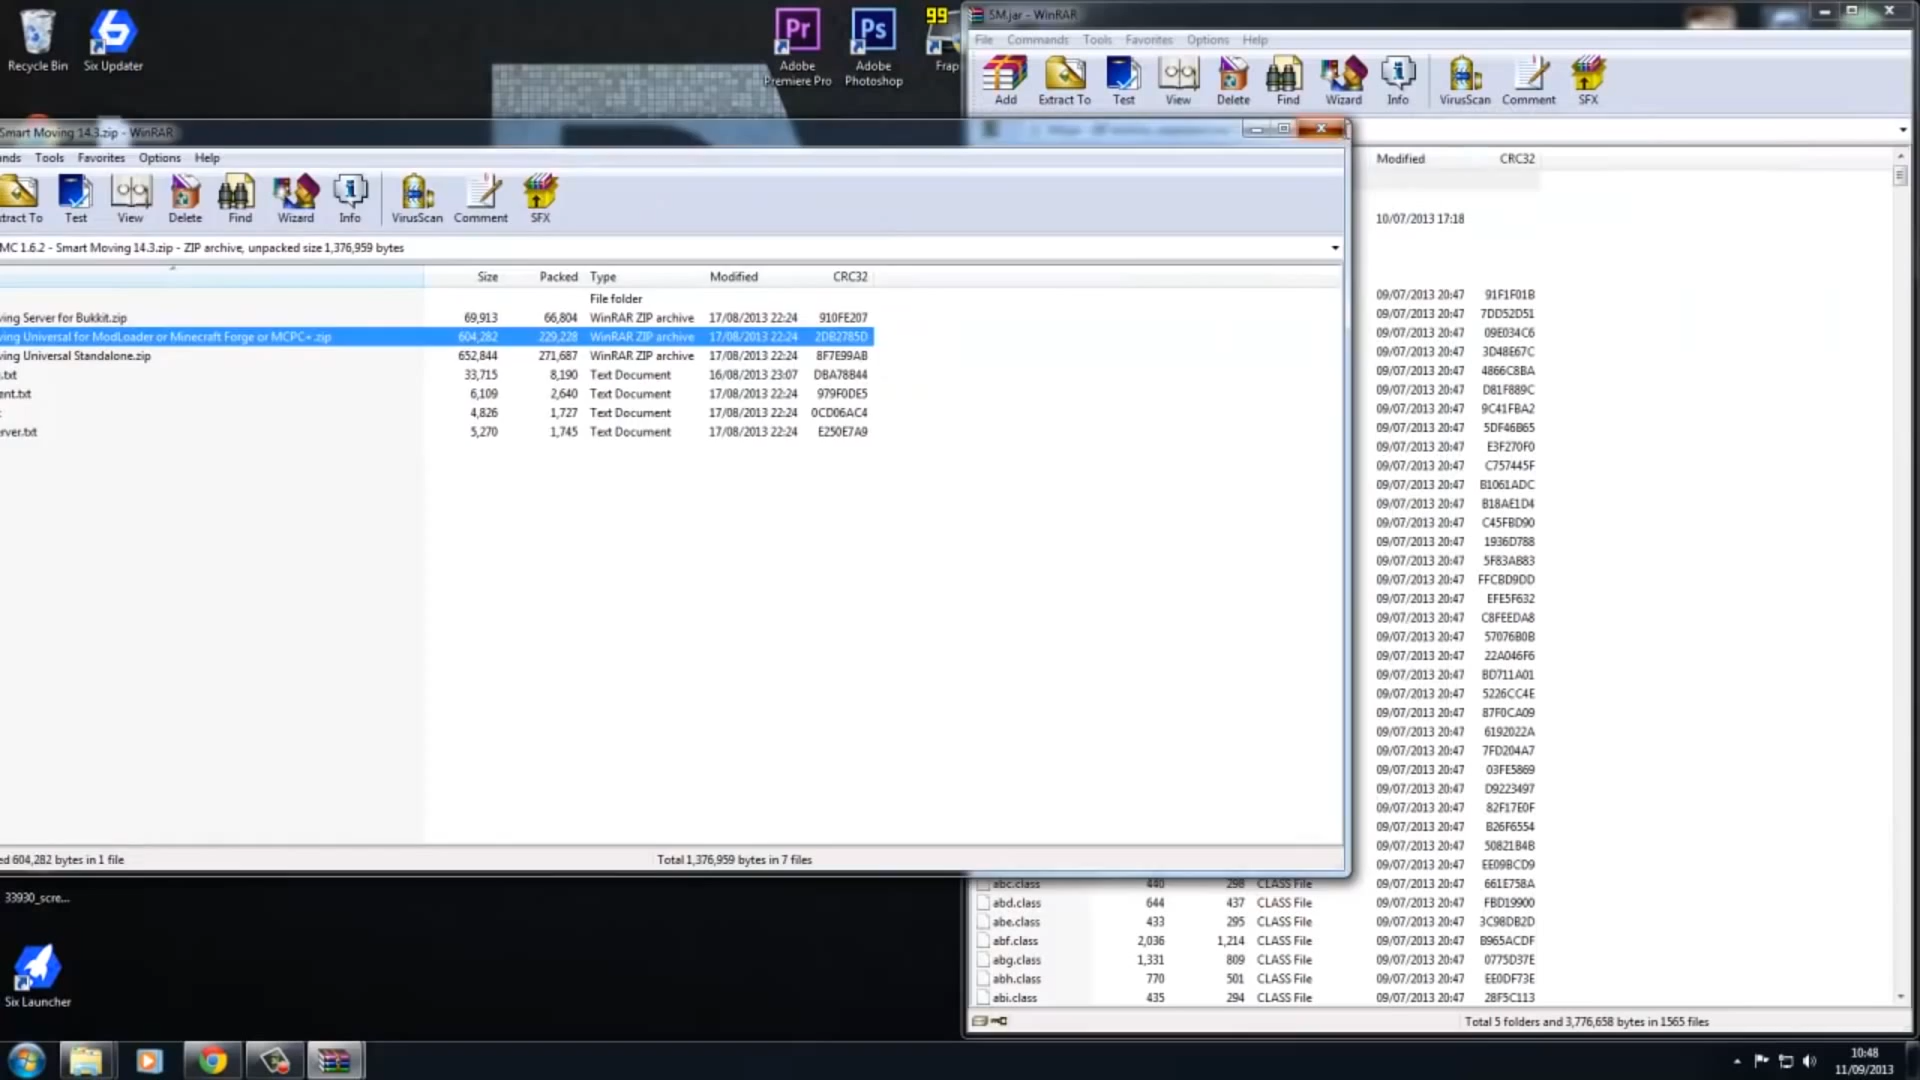 Recycle Bin
Six Updater
Adobe
Premiere Pro
Adobe
Photoshop
99
Frap
SM.jar - WinRAR
File Commands Tools Favorites Options Help
Add Extract To Test View Delete Find Wizard Info VirusScan Comment SFX
Smart Moving 14.3.zip - WinRAR
nds Tools Favorites Options Help
tract To Test View Delete Find Wizard Info VirusScan Comment SFX
MC 1.6.2 - Smart Moving 14.3.zip - ZIP archive, unpacked size 1,376,959 bytes
Size Packed Type Modified CRC32
File folder
ving Server for Bukkit.zip 69,913 66,804 WinRAR ZIP archive 17/08/2013 22:24 910FE207
ving Universal for ModLoader or Minecraft Forge or MCPC+.zip 604,282 229,228 WinRAR ZIP archive 17/08/2013 22:24 2DB2785D
ving Universal Standalone.zip 652,844 271,687 WinRAR ZIP archive 17/08/2013 22:24 8F7E99AB
.txt 33,715 8,190 Text Document 16/08/2013 23:07 DBA78B44
ent.txt 6,109 2,640 Text Document 17/08/2013 22:24 979F0DE5
4,826 1,727 Text Document 17/08/2013 22:24 0CD06AC4
rver.txt 5,270 1,745 Text Document 17/08/2013 22:24 E250E7A9
ed 604,282 bytes in 1 file
Total 1,376,959 bytes in 7 files
Modified CRC32
10/07/2013 17:18
09/07/2013 20:47 91F1F01B
09/07/2013 20:47 7DD52D51
09/07/2013 20:47 09E034C6
09/07/2013 20:47 3D48E67C
09/07/2013 20:47 4866C8BA
09/07/2013 20:47 D81F889C
09/07/2013 20:47 9C41FBA2
09/07/2013 20:47 5DF46B65
09/07/2013 20:47 E3F270F0
09/07/2013 20:47 C757445F
09/07/2013 20:47 B1061ADC
09/07/2013 20:47 B18AE1D4
09/07/2013 20:47 C45FBD90
09/07/2013 20:47 1936D788
09/07/2013 20:47 5F83AB83
09/07/2013 20:47 FFCBD9DD
09/07/2013 20:47 EFE5F632
09/07/2013 20:47 C8FEEDA8
09/07/2013 20:47 57076B0B
09/07/2013 20:47 22A046F6
09/07/2013 20:47 BD711A01
09/07/2013 20:47 5226CC4E
09/07/2013 20:47 87F0CA09
09/07/2013 20:47 6192022A
09/07/2013 20:47 7FD204A7
09/07/2013 20:47 03FE5869
09/07/2013 20:47 D9223497
09/07/2013 20:47 82F17E0F
09/07/2013 20:47 B26F6554
09/07/2013 20:47 50821B4B
09/07/2013 20:47 EE09BCD9
abc.class 440 298 CLASS File 09/07/2013 20:47 661E758A
abd.class 644 437 CLASS File 09/07/2013 20:47 FBD19900
abe.class 433 295 CLASS File 09/07/2013 20:47 3C98DB2D
abf.class 2,036 1,214 CLASS File 09/07/2013 20:47 B965ACDF
abg.class 1,331 809 CLASS File 09/07/2013 20:47 0775D37E
abh.class 770 501 CLASS File 09/07/2013 20:47 EE0DF73E
abi.class 435 294 CLASS File 09/07/2013 20:47 28F5C113
Total 5 folders and 3,776,658 bytes in 1565 files
33930_scre...
Six Launcher
10:48
11/09/2013